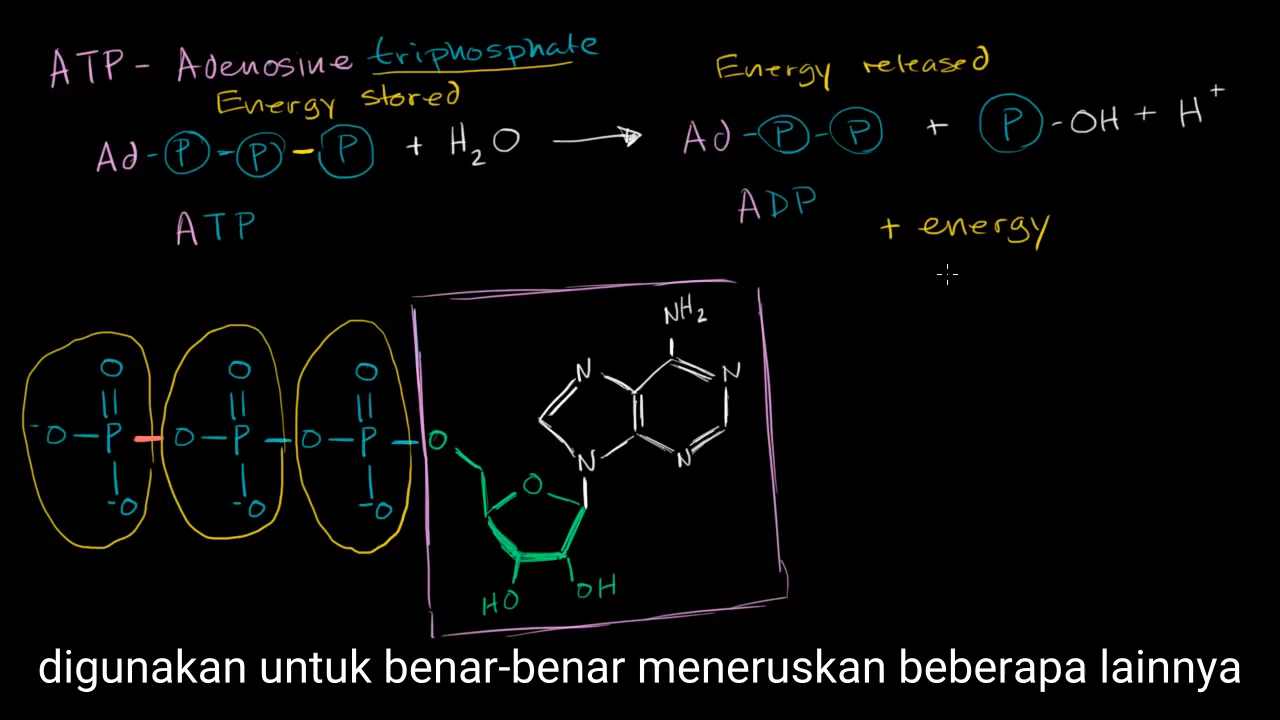 ATP - Adenosine triphosphate
Energy stored
Energy released
Ad - P - P - P + H₂O → Ad - P - P + P - OH + H⁺
ATP
ADP
+ energy
NH₂
N N
N N
O O O
⁻O - P - O - P - O - P - O
⁻O ⁻O ⁻O
O
HO OH
digunakan untuk benar-benar meneruskan beberapa lainnya